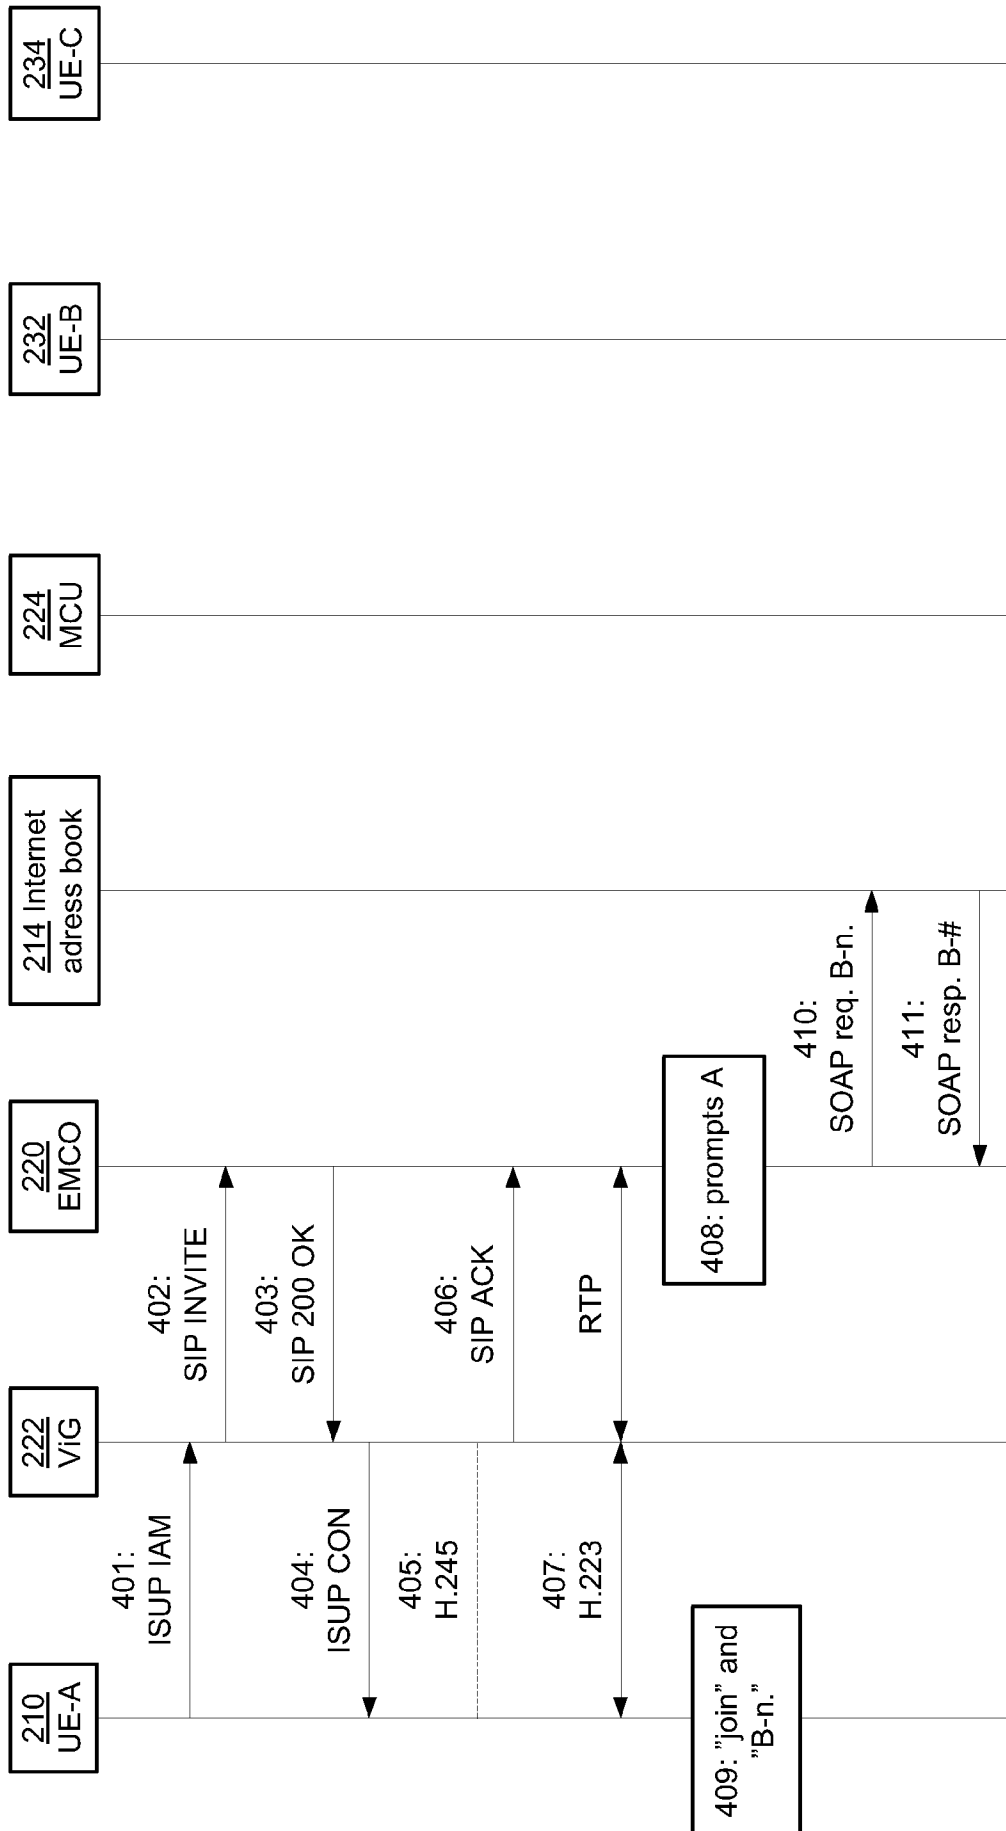 210
UE-A
222
ViG
220
EMCO
214 Internet
adress book
224
MCU
232
UE-B
234
UE-C
401:
ISUP IAM
402:
SIP INVITE
403:
SIP 200 OK
404:
ISUP CON
405:
H.245
406:
SIP ACK
407:
H.223
RTP
408: prompts A
409: ”join” and
”B-n.”
410:
SOAP req. B-n.
411:
SOAP resp. B-#